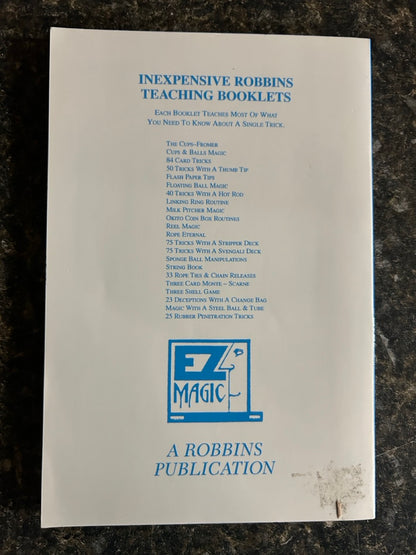 INEXPENSIVE ROBBINS
TEACHING BOOKLETS
EACH BOOKLET TEACHES MOST OF WHAT
YOU NEED TO KNOW ABOUT A SINGLE TRICK.
THE CUPS–FROMER
CUPS & BALLS MAGIC
84 CARD TRICKS
50 TRICKS WITH A THUMB TIP
FLASH PAPER TIPS
FLOATING BALL MAGIC
40 TRICKS WITH A HOT ROD
LINKING RING ROUTINE
MILK PITCHER MAGIC
OKITO COIN BOX ROUTINES
REEL MAGIC
ROPE ETERNAL
75 TRICKS WITH A STRIPPER DECK
75 TRICKS WITH A SVENGALI DECK
SPONGE BALL MANIPULATIONS
STRING BOOK
33 ROPE TIES & CHAIN RELEASES
THREE CARD MONTE – SCARNE
THREE SHELL GAME
23 DECEPTIONS WITH A CHANGE BAG
MAGIC WITH A STEEL BALL & TUBE
25 RUBBER PENETRATION TRICKS
EZ
MAGIC
A ROBBINS
PUBLICATION